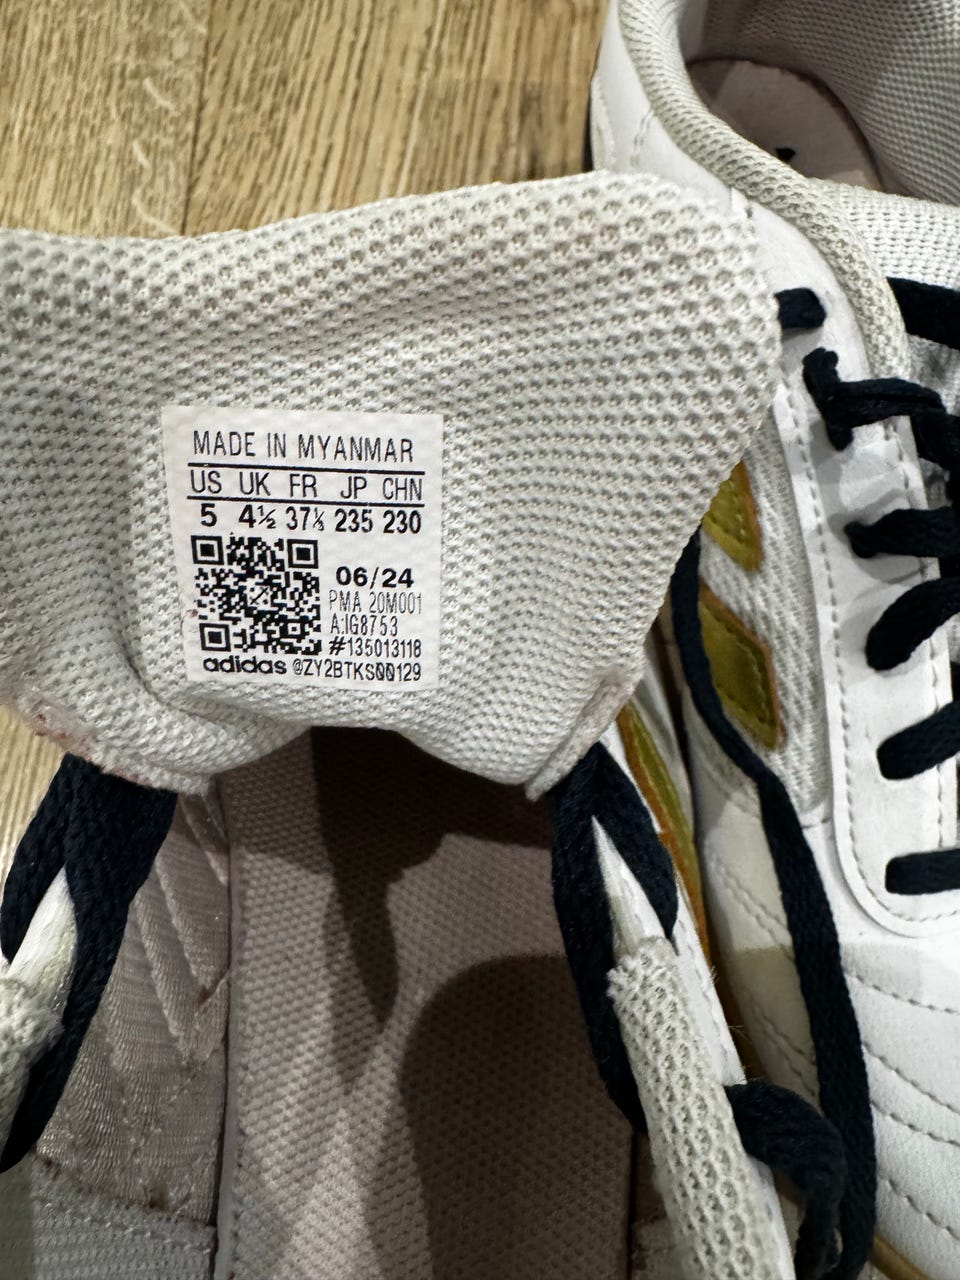 MADE IN MYANMAR
US UK FR JP CHN
5 4½ 37⅓ 235 230
06/24
PMA 20M001
A:IG8753
#135013118
adidas @ZY2BTKS00129